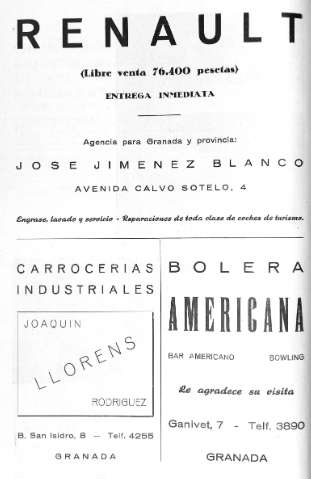 RENAULT
(Libre venta 76.400 pesetas)
ENTREGA INMEDIATA
Agencia para Granada y provincia:
JOSE JIMENEZ BLANCO
AVENIDA CALVO SOTELO, 4
Engrase, lavado y servicio - Reparaciones de toda clase de coches de turismo.
CARROCERIAS
INDUSTRIALES
JOAQUIN
LLORENS
RODRIGUEZ
B. San Isidro, 8 — Telf. 4255
GRANADA
BOLERA
AMERICANA
BAR AMERICANO BOWLING
Le agradece su visita
Ganivet, 7 - Telf. 3890
GRANADA